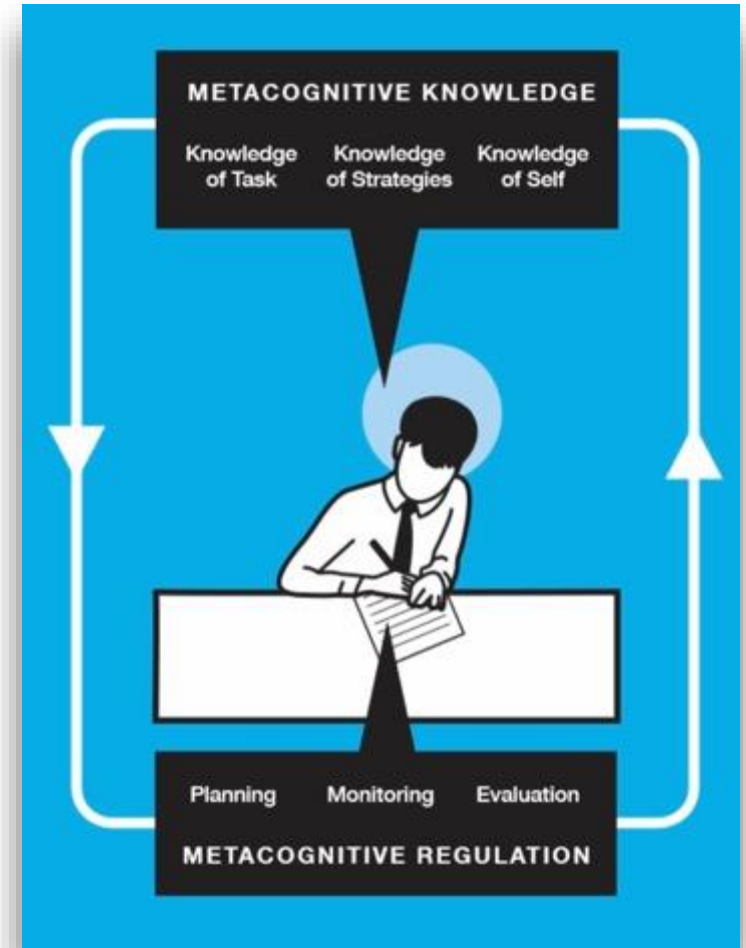 METACOGNITIVE KNOWLEDGE
Knowledge of Task
Knowledge of Strategies
Knowledge of Self
Planning Monitoring Evaluation
METACOGNITIVE REGULATION